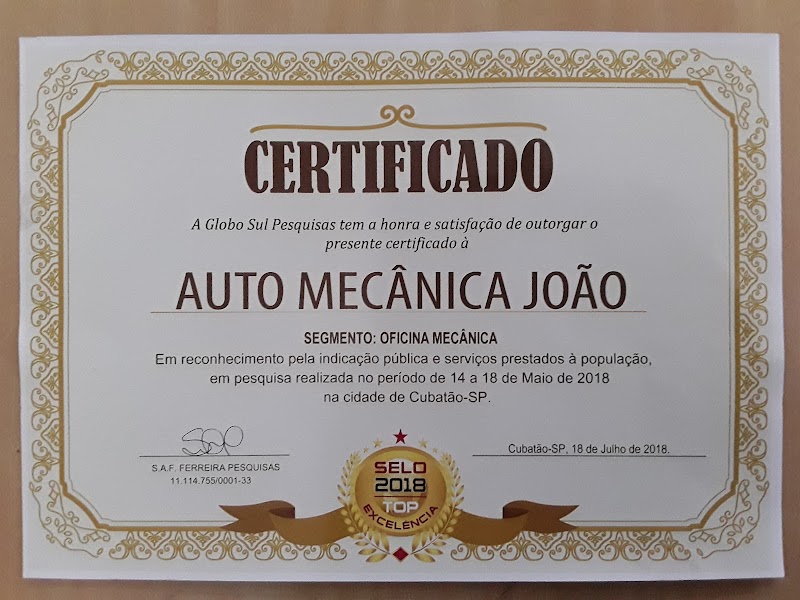 CERTIFICADO
A Globo Sul Pesquisas tem a honra e satisfação de outorgar o
presente certificado à
AUTO MECÂNICA JOÃO
SEGMENTO: OFICINA MECÂNICA
Em reconhecimento pela indicação pública e serviços prestados à população,
em pesquisa realizada no período de 14 a 18 de Maio de 2018
na cidade de Cubatão-SP.
S.A.F. FERREIRA PESQUISAS
11.114.755/0001-33
SELO
2018
TOP
EXCELÊNCIA
Cubatão-SP, 18 de Julho de 2018.